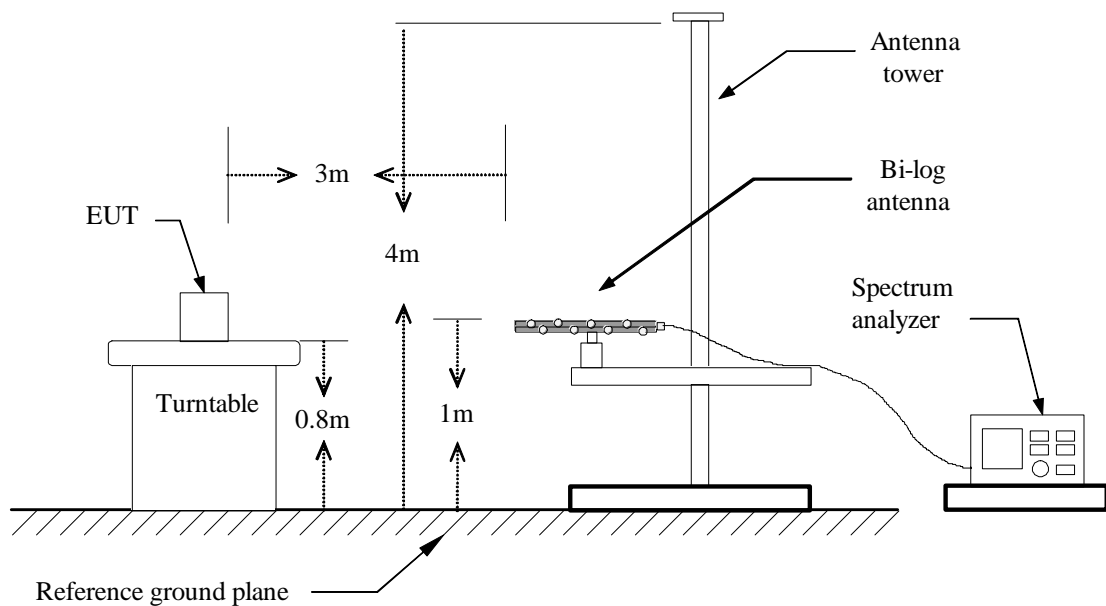 Antenna
tower
3m
Bi-log
antenna
EUT
4m
Spectrum
analyzer
Turntable
0.8m
1m
Reference ground plane